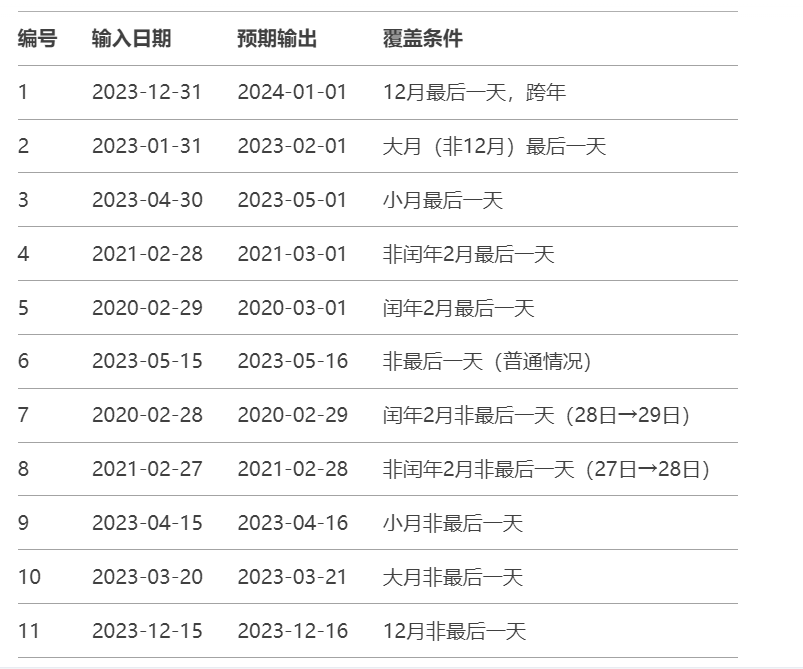 编号 输入日期 预期输出 覆盖条件
1 2023-12-31 2024-01-01 12月最后一天，跨年
2 2023-01-31 2023-02-01 大月（非12月）最后一天
3 2023-04-30 2023-05-01 小月最后一天
4 2021-02-28 2021-03-01 非闰年2月最后一天
5 2020-02-29 2020-03-01 闰年2月最后一天
6 2023-05-15 2023-05-16 非最后一天（普通情况）
7 2020-02-28 2020-02-29 闰年2月非最后一天（28日→29日）
8 2021-02-27 2021-02-28 非闰年2月非最后一天（27日→28日）
9 2023-04-15 2023-04-16 小月非最后一天
10 2023-03-20 2023-03-21 大月非最后一天
11 2023-12-15 2023-12-16 12月非最后一天